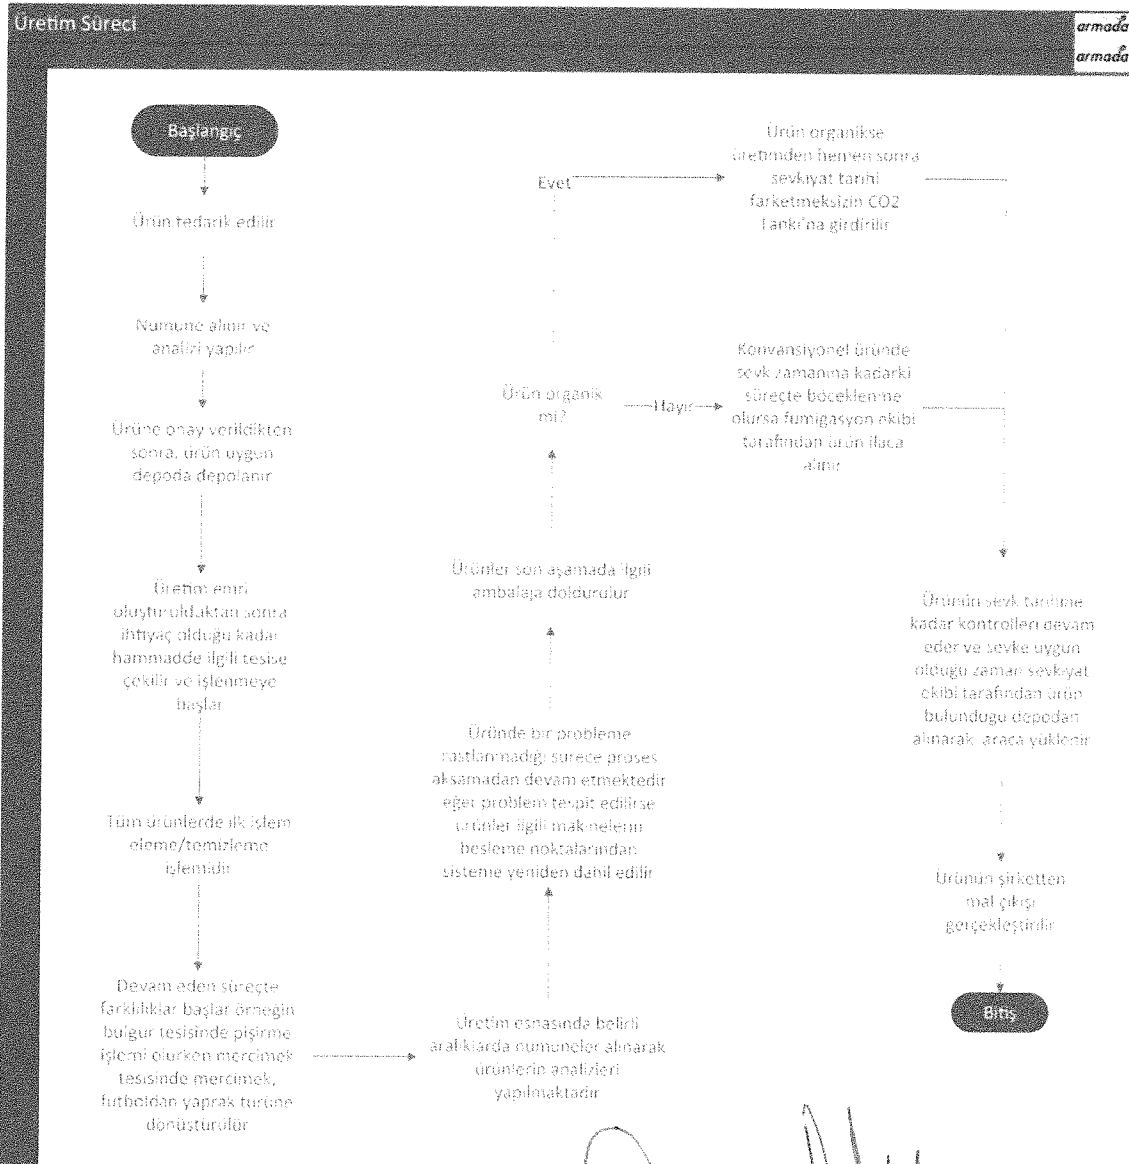 Üretim Süreci
armada
armada
Başlangıç
Ürün tedarik edilir
Numune alınır ve
analizi yapılır
Ürüne onay verildikten
sonra, ürün uygun
depoda depolanır
Üretim emri
oluşturuldaktan sonra
ihtiyaç olduğu kadar
hammadde ilgili tesise
çekilir ve işlenmeye
başlar
Tüm ürünlerde ilk işlem
eleme/temizleme
işlemidir
Devam eden süreçte
farklılıklar başlar örneğin
bulgur tesisinde pişirme
işlemi olurken mercimek
tesisinde mercimek,
futboldan yaprak türüne
dönüştürülür
Üretim esnasında belirli
aralıklarda numuneler alınarak
ürünlerin analizleri
yapılmaktadır
Üründe bir probleme
rastlanmadığı sürece proses
aksamadan devam etmektedir
eğer problem tespit edilirse
ürünler ilgili makinelerin
besleme noktalarından
sisteme yeniden dahil edilir
Ürünler son aşamada ilgili
ambalaja doldurulur
Ürün organik
mi?
Evet
Hayır
Ürün organikse
üretimden hemen sonra
sevkiyat tarihi
farketmeksizin CO2
Tankı'na girdirilir
Konvansiyonel üründe
sevk zamanına kadarki
süreçte böceklenme
olursa fumigasyon ekibi
tarafından ürün ilaca
alınır
Ürünün sevk tarihine
kadar kontrolleri devam
eder ve sevke uygun
olduğu zaman sevkiyat
ekibi tarafından ürün
bulunduğu depodan
alınarak araca yüklenir
Ürünün şirketten
mal çıkışı
gerçekleştirilir
Bitiş